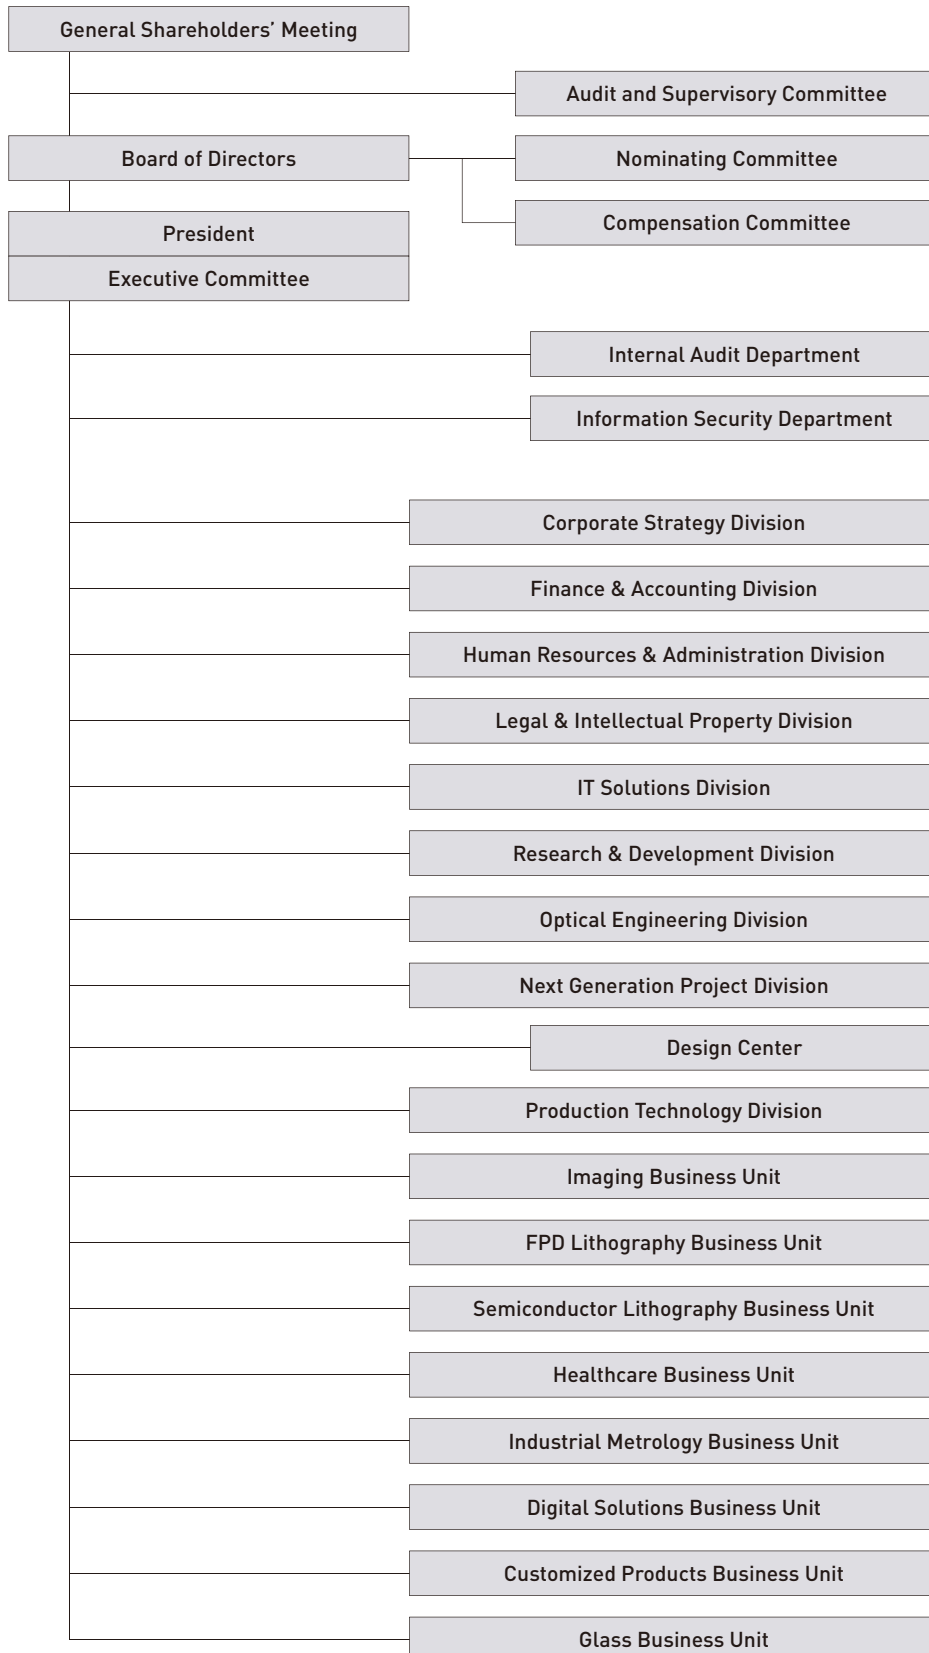 General Shareholders’ Meeting
Audit and Supervisory Committee
Board of Directors
Nominating Committee
Compensation Committee
President
Executive Committee
Internal Audit Department
Information Security Department
Corporate Strategy Division
Finance & Accounting Division
Human Resources & Administration Division
Legal & Intellectual Property Division
IT Solutions Division
Research & Development Division
Optical Engineering Division
Next Generation Project Division
Design Center
Production Technology Division
Imaging Business Unit
FPD Lithography Business Unit
Semiconductor Lithography Business Unit
Healthcare Business Unit
Industrial Metrology Business Unit
Digital Solutions Business Unit
Customized Products Business Unit
Glass Business Unit